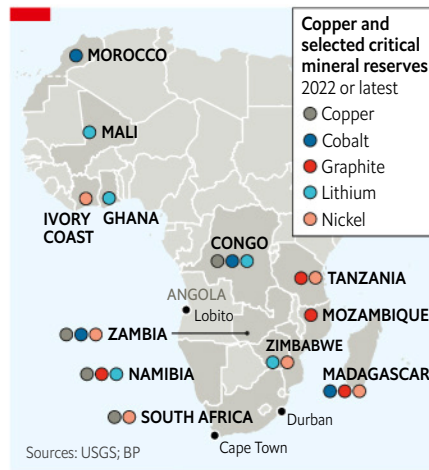 Copper and
selected critical
mineral reserves
2022 or latest
Copper
Cobalt
Graphite
Lithium
Nickel
MOROCCO
MALI
IVORY
COAST
GHANA
CONGO
TANZANIA
ANGOLA
Lobito
MOZAMBIQUE
ZAMBIA
ZIMBABWE
NAMIBIA
MADAGASCAR
SOUTH AFRICA
Durban
Cape Town
Sources: USGS; BP